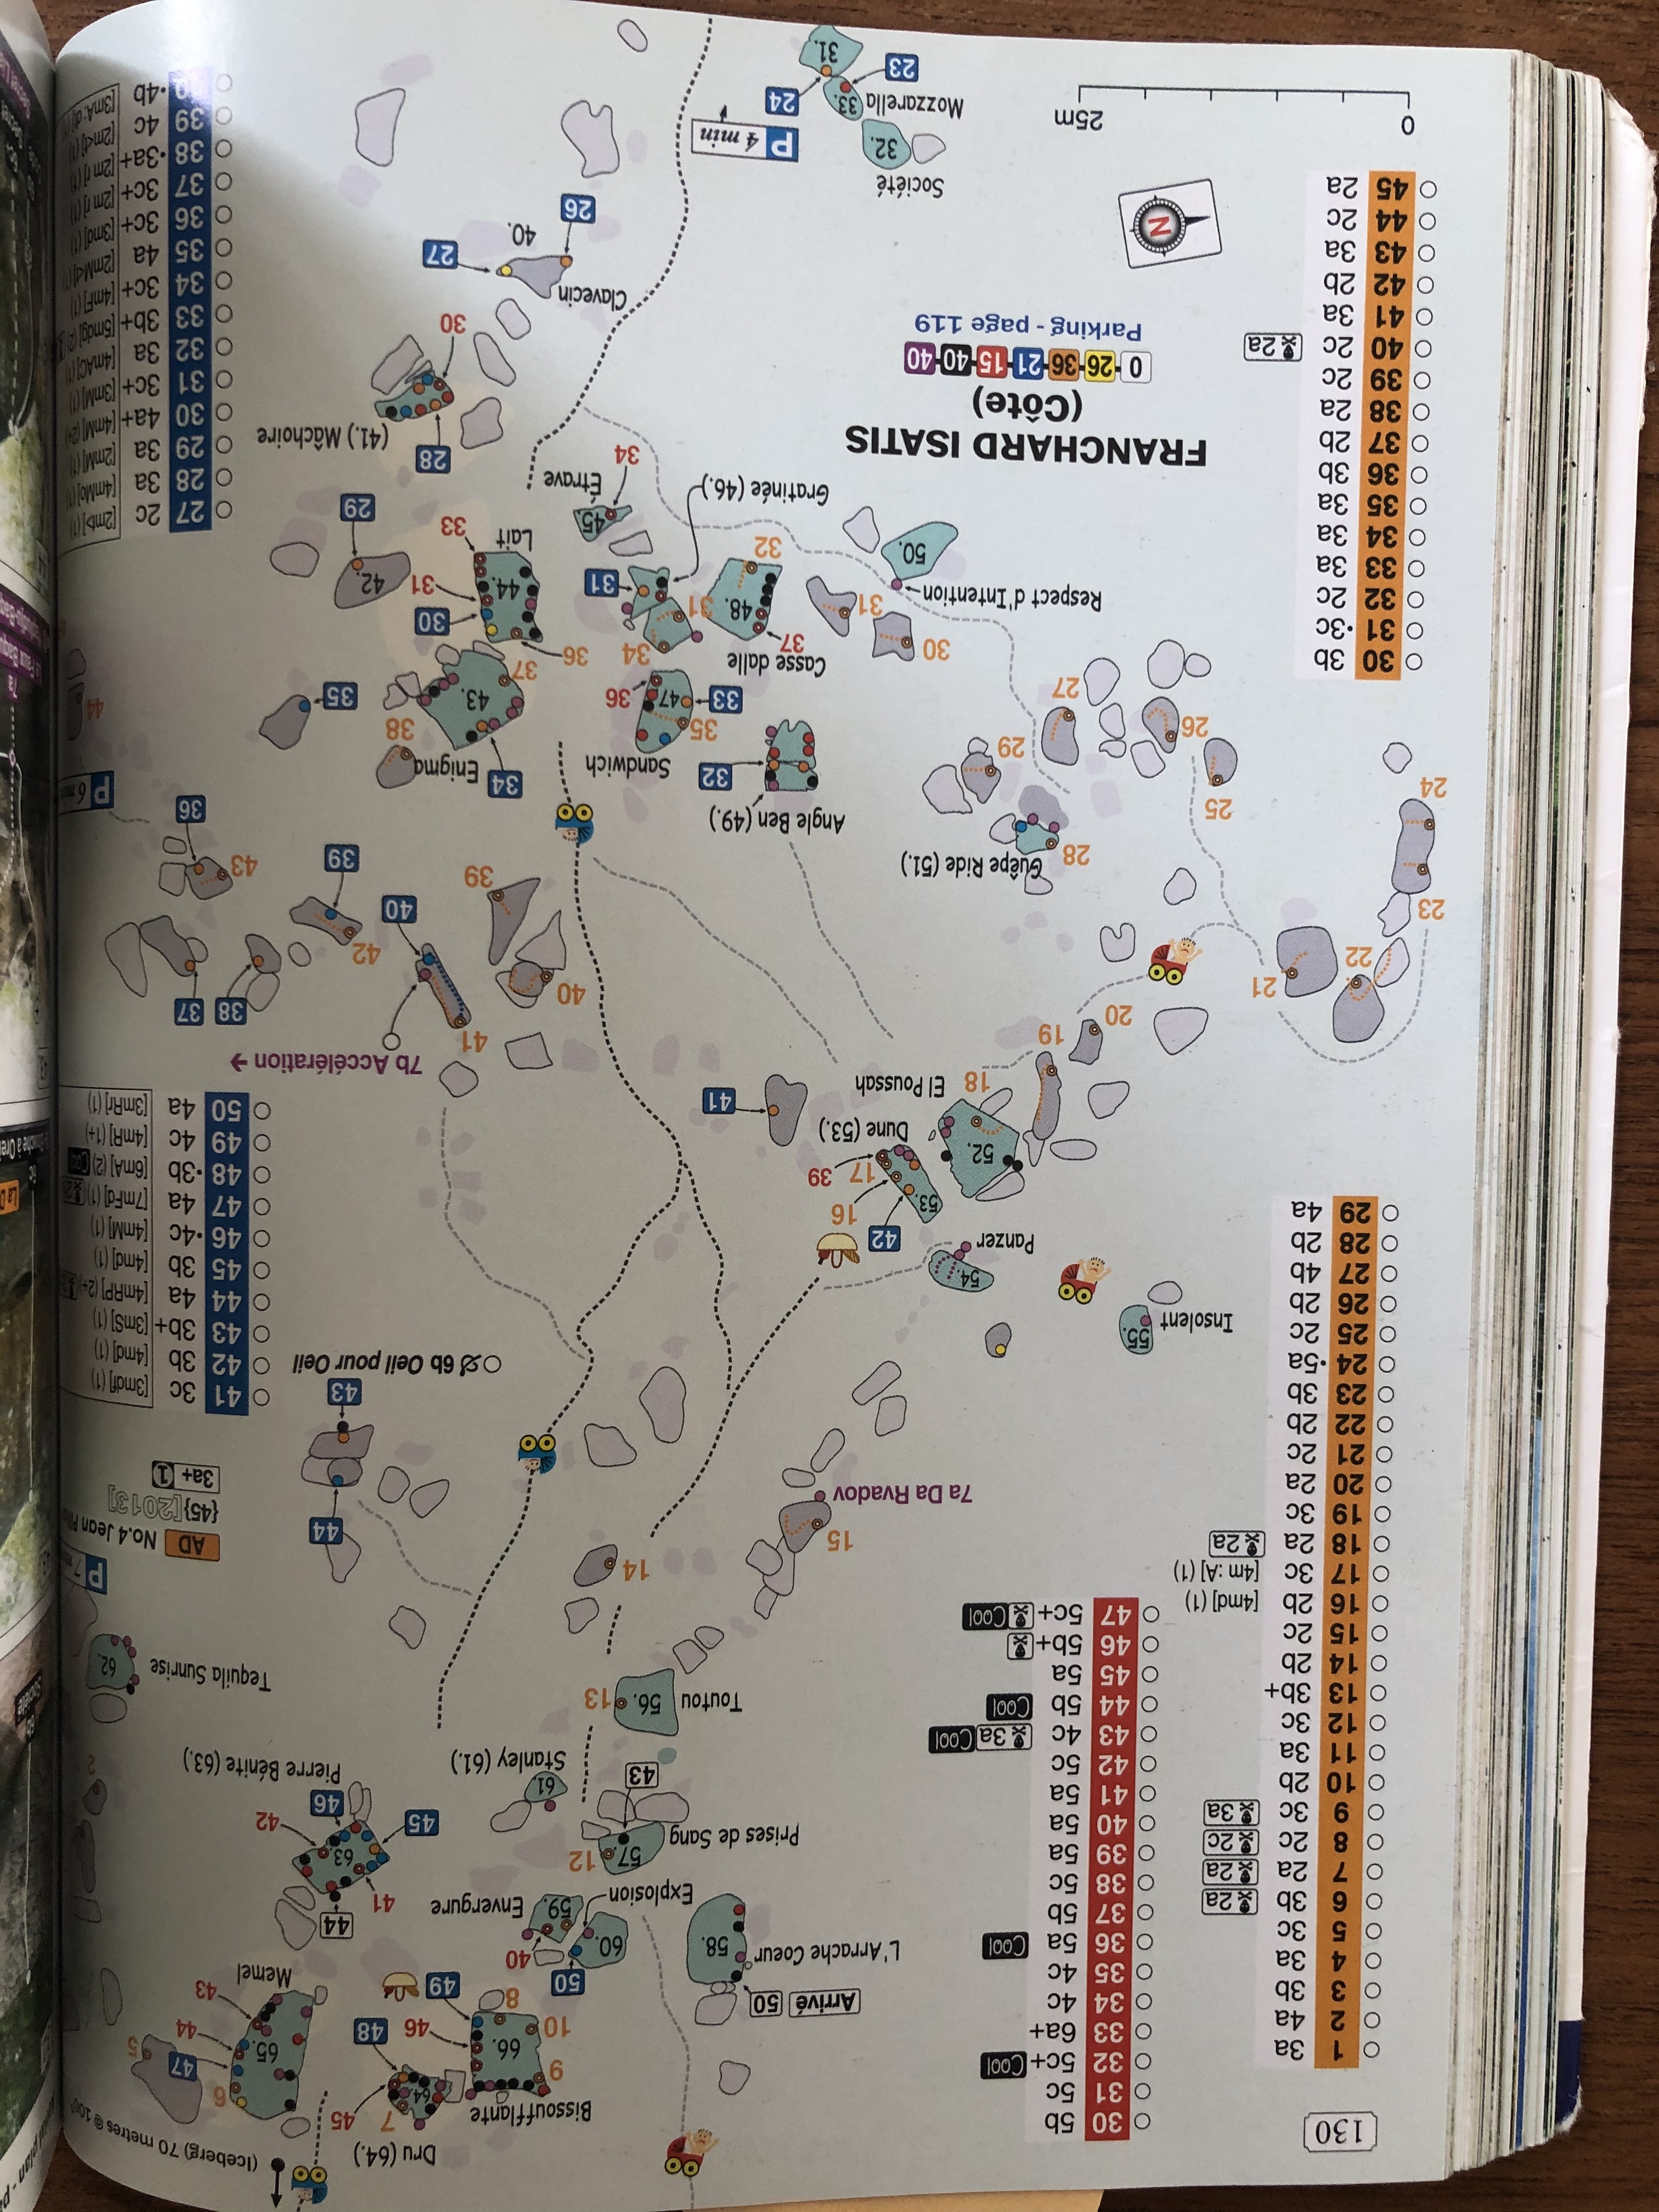 130
30 5b
31 5c
32 5c+ Cool
33 6a+
34 4c
35 4c
36 5a Cool
37 5b
38 5c
39 5a
40 5a
41 5a
42 5c
43 4c 3a Cool
44 5b Cool
45 5a
46 5b+
47 5c+ Cool
1 3a
2 4a
3 3b
4 3a
5 3c
6 3b 2a
7 2a 2a
8 2c 2c
9 3c 3a
10 2b
11 3a
12 3c
13 3b+
14 2b
15 2c
16 2b [4md] (1)
17 3c [4m :A] (1)
18 2a 2a
19 3c
20 2a
21 2c
22 2b
23 3b
24 •5a
25 2c
26 2b
27 4b
28 2b
29 4a
30 3b
31 •3c
32 2c
33 3a
34 3a
35 3a
36 3b
37 2b
38 2a
39 2c
40 2c 2a
41 3a
42 2b
43 3a
44 2c
45 2a
(Iceberg) 70 metres @ 100°
Dru (64.)
Bissoufflante
45
7
64.
9
66.
10
8
46
48
49
6
47
5
65.
44
43
Memel
Arrivé 50
L'Arrache Coeur
58.
50
60.
59.
40
Envergure
Explosion
44
41
63.
42
45
46
Pierre Bénite (63.)
12
57.
Prises de Sang
43
61.
Stanley (61.)
2
13
56.
Toutou
62.
Tequila Sunrise
P
14
15
7a Da Rvadov
44
43
6b Oeil pour Oeil
AD No.4 Jean
{45} [2013]
3a+ 1
55.
Insolent
54.
Panzer
42
16
17
39
53.
Dune (53.)
52.
El Poussah
18
19
20
41
41 3c [3mdf] (1)
42 3b [4md] (1)
43 3b+ [3mS] (1)
44 4a [4mRP] (2+)
45 3b [4md] (1)
46 •4c [4mM] (1)
47 4a [7mFd] (1)
48 •3b [6mA] (2) Cool
49 4c [4mR] (1+)
50 4a [3mRr] (1)
7b Accélération →
41
40
40
39
42
39
38
37
43
36
21
22
23
24
25
26
27
28
29
Guêpe Ride (51.)
30
31
Angle Ben (49.)
32
Sandwich
35
47
33
36
34
Enigma
38
43.
37
35
44
P
Casse dalle
37
48.
32
34
31
31
Gratinée (46.)
Respect d'Intention
50.
36
30
31
33
44.
Lait
42.
29
45.
34
Etrave
28
(41.) Mâchoire
30
Clavecin
40.
27
26
27 2c [2mb] (1)
28 3a [4mMo] (1)
29 3a [2mM] (1)
30 4a+ [4mM] (2+)
31 3c+ [3mM] (1)
32 3a [4mAC] (1)
33 3b+ [5mdg] (2)
34 3c+ [4mF] (1)
35 4a [2mM<]
36 3c+ [3md] (1)
37 3c+ [2m r] (1)
38 •3a+ [2m r] (1)
39 4c [2m<] (1)
•4b
FRANCHARD ISATIS
(Côte)
0 26 36 21 15 40 40
Parking - page 119
N
Société
32.
P 4 min
Mozzarella
33.
24
23
31.
0 25m